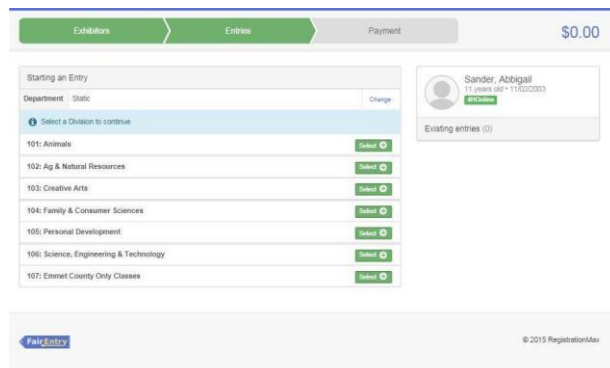 Exhibitors
Entries
Payment
$0.00
Starting an Entry
Department Static
Change
Select a Division to continue
101: Animals
Select
102: Ag & Natural Resources
Select
103: Creative Arts
Select
104: Family & Consumer Sciences
Select
105: Personal Development
Select
106: Science, Engineering & Technology
Select
107: Emmet County Only Classes
Select
Sander, Abbigail
11 years old • 11/02/2003
4HOnline
Existing entries (0)
FairEntry
© 2015 RegistrationMax